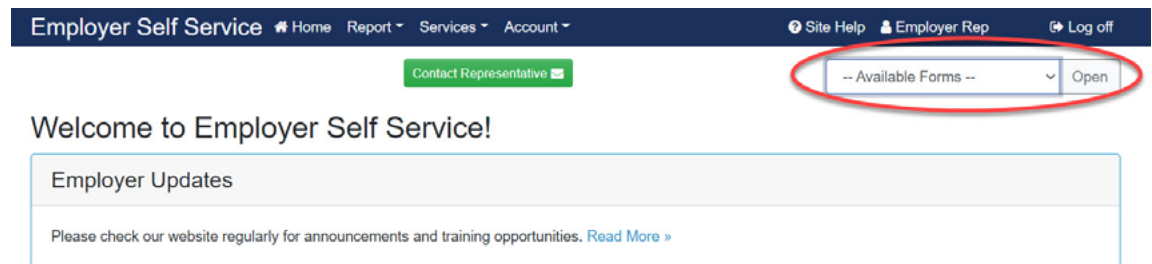 Employer Self Service Home Report Services Account Site Help Employer Rep Log off
Contact Representative -- Available Forms -- Open
Welcome to Employer Self Service!
Employer Updates
Please check our website regularly for announcements and training opportunities. Read More »